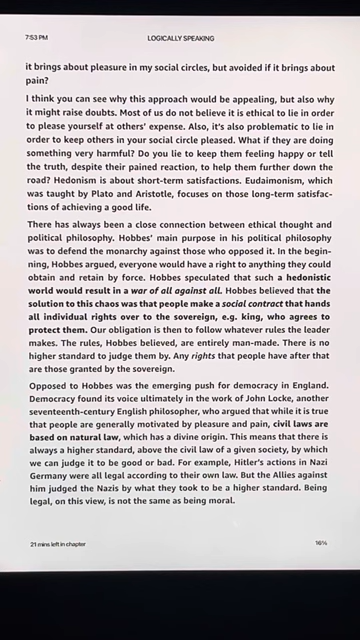 7:53 PM
LOGICALLY SPEAKING
it brings about pleasure in my social circles, but avoided if it brings about
pain?
I think you can see why this approach would be appealing, but also why
it might raise doubts. Most of us do not believe it is ethical to lie in order
to please yourself at others' expense. Also, it's also problematic to lie in
order to keep others in your social circle pleased. What if they are doing
something very harmful? Do you lie to keep them feeling happy or tell
the truth, despite their pained reaction, to help them further down the
road? Hedonism is about short-term satisfactions. Eudaimonism, which
was taught by Plato and Aristotle, focuses on those long-term satisfac-
tions of achieving a good life.
There has always been a close connection between ethical thought and
political philosophy. Hobbes' main purpose in his political philosophy
was to defend the monarchy against those who opposed it. In the begin-
ning, Hobbes argued, everyone would have a right to anything they could
obtain and retain by force. Hobbes speculated that such a hedonistic
world would result in a war of all against all. Hobbes believed that the
solution to this chaos was that people make a social contract that hands
all individual rights over to the sovereign, e.g. king, who agrees to
protect them. Our obligation is then to follow whatever rules the leader
makes. The rules, Hobbes believed, are entirely man-made. There is no
higher standard to judge them by. Any rights that people have after that
are those granted by the sovereign.
Opposed to Hobbes was the emerging push for democracy in England.
Democracy found its voice ultimately in the work of John Locke, another
seventeenth-century English philosopher, who argued that while it is true
that people are generally motivated by pleasure and pain, civil laws are
based on natural law, which has a divine origin. This means that there is
always a higher standard, above the civil law of a given society, by which
we can judge it to be good or bad. For example, Hitler's actions in Nazi
Germany were all legal according to their own law. But the Allies against
him judged the Nazis by what they took to be a higher standard. Being
legal, on this view, is not the same as being moral.
21 mins left in chapter
16%